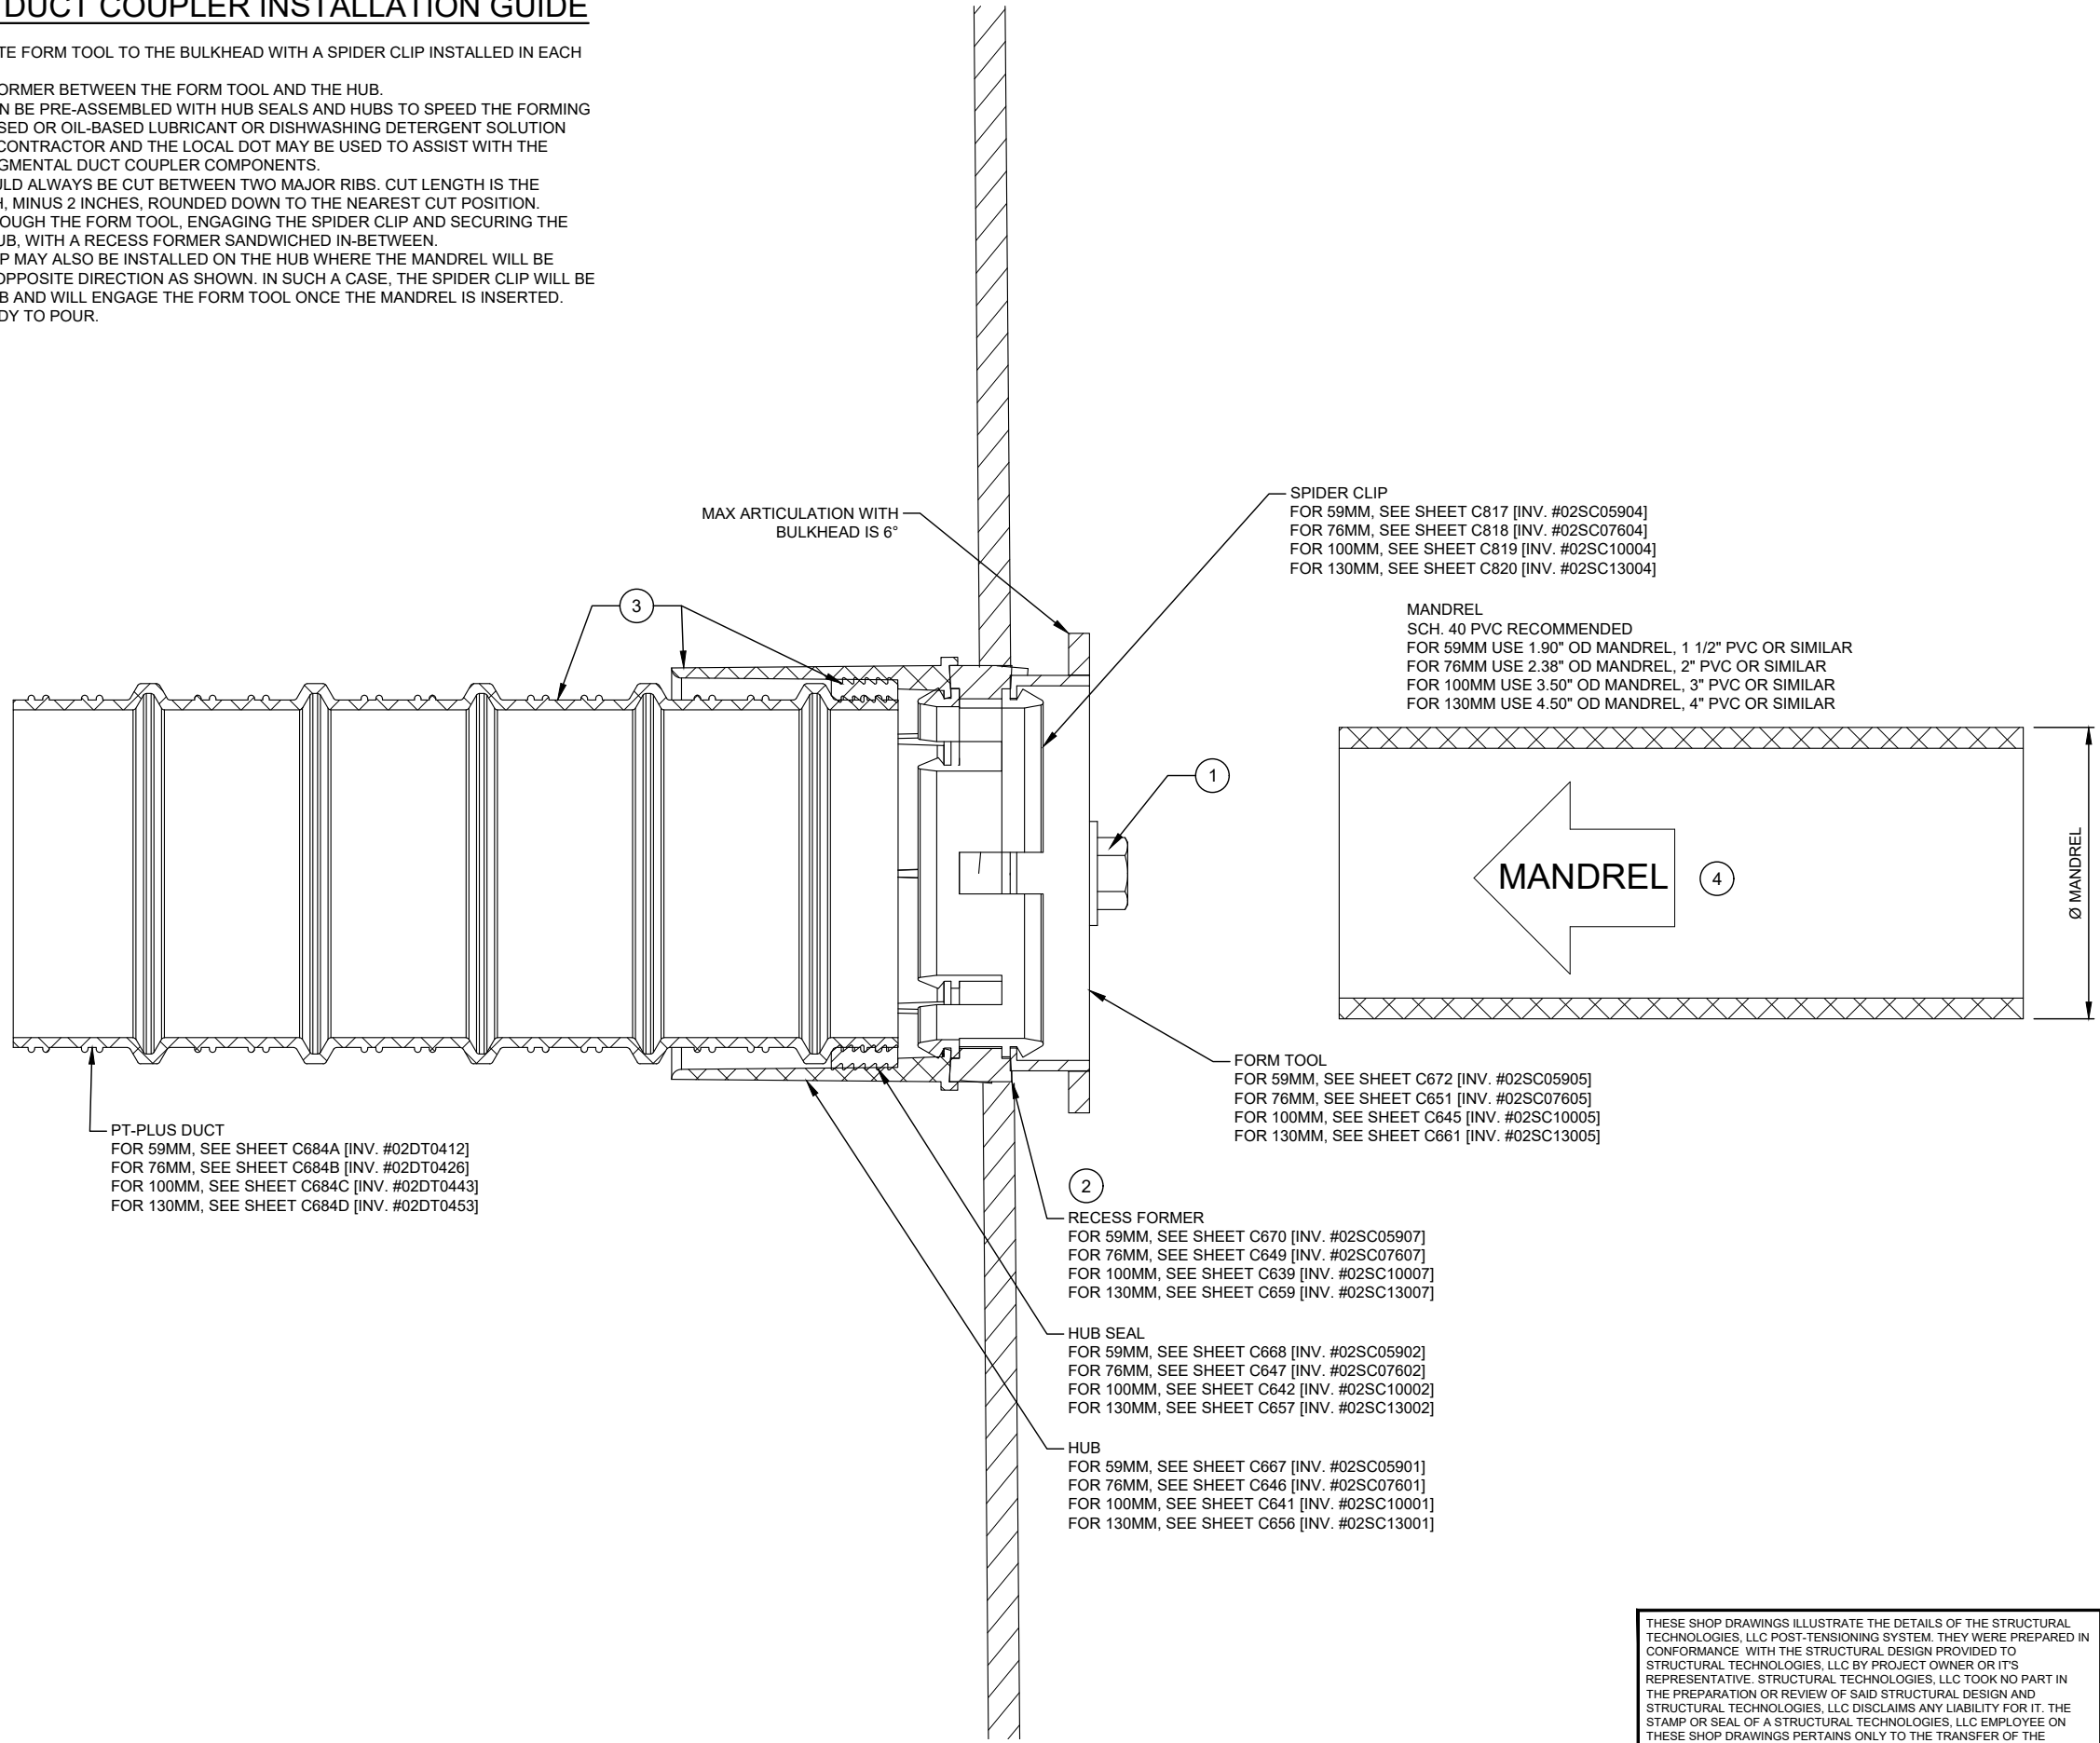 DUCT COUPLER INSTALLATION GUIDE
TE FORM TOOL TO THE BULKHEAD WITH A SPIDER CLIP INSTALLED IN EACH
ORMER BETWEEN THE FORM TOOL AND THE HUB.
N BE PRE-ASSEMBLED WITH HUB SEALS AND HUBS TO SPEED THE FORMING
SED OR OIL-BASED LUBRICANT OR DISHWASHING DETERGENT SOLUTION
CONTRACTOR AND THE LOCAL DOT MAY BE USED TO ASSIST WITH THE
GMENTAL DUCT COUPLER COMPONENTS.
ULD ALWAYS BE CUT BETWEEN TWO MAJOR RIBS. CUT LENGTH IS THE
H, MINUS 2 INCHES, ROUNDED DOWN TO THE NEAREST CUT POSITION.
OUGH THE FORM TOOL, ENGAGING THE SPIDER CLIP AND SECURING THE
UB, WITH A RECESS FORMER SANDWICHED IN-BETWEEN.
P MAY ALSO BE INSTALLED ON THE HUB WHERE THE MANDREL WILL BE
OPPOSITE DIRECTION AS SHOWN. IN SUCH A CASE, THE SPIDER CLIP WILL BE
B AND WILL ENGAGE THE FORM TOOL ONCE THE MANDREL IS INSERTED.
DY TO POUR.
MAX ARTICULATION WITH
BULKHEAD IS 6°
SPIDER CLIP
FOR 59MM, SEE SHEET C817 [INV. #02SC05904]
FOR 76MM, SEE SHEET C818 [INV. #02SC07604]
FOR 100MM, SEE SHEET C819 [INV. #02SC10004]
FOR 130MM, SEE SHEET C820 [INV. #02SC13004]
MANDREL
SCH. 40 PVC RECOMMENDED
FOR 59MM USE 1.90" OD MANDREL, 1 1/2" PVC OR SIMILAR
FOR 76MM USE 2.38" OD MANDREL, 2" PVC OR SIMILAR
FOR 100MM USE 3.50" OD MANDREL, 3" PVC OR SIMILAR
FOR 130MM USE 4.50" OD MANDREL, 4" PVC OR SIMILAR
3
1
MANDREL
4
Ø MANDREL
FORM TOOL
FOR 59MM, SEE SHEET C672 [INV. #02SC05905]
FOR 76MM, SEE SHEET C651 [INV. #02SC07605]
FOR 100MM, SEE SHEET C645 [INV. #02SC10005]
FOR 130MM, SEE SHEET C661 [INV. #02SC13005]
PT-PLUS DUCT
FOR 59MM, SEE SHEET C684A [INV. #02DT0412]
FOR 76MM, SEE SHEET C684B [INV. #02DT0426]
FOR 100MM, SEE SHEET C684C [INV. #02DT0443]
FOR 130MM, SEE SHEET C684D [INV. #02DT0453]
2
RECESS FORMER
FOR 59MM, SEE SHEET C670 [INV. #02SC05907]
FOR 76MM, SEE SHEET C649 [INV. #02SC07607]
FOR 100MM, SEE SHEET C639 [INV. #02SC10007]
FOR 130MM, SEE SHEET C659 [INV. #02SC13007]
HUB SEAL
FOR 59MM, SEE SHEET C668 [INV. #02SC05902]
FOR 76MM, SEE SHEET C647 [INV. #02SC07602]
FOR 100MM, SEE SHEET C642 [INV. #02SC10002]
FOR 130MM, SEE SHEET C657 [INV. #02SC13002]
HUB
FOR 59MM, SEE SHEET C667 [INV. #02SC05901]
FOR 76MM, SEE SHEET C646 [INV. #02SC07601]
FOR 100MM, SEE SHEET C641 [INV. #02SC10001]
FOR 130MM, SEE SHEET C656 [INV. #02SC13001]
THESE SHOP DRAWINGS ILLUSTRATE THE DETAILS OF THE STRUCTURAL
TECHNOLOGIES, LLC POST-TENSIONING SYSTEM. THEY WERE PREPARED IN
CONFORMANCE WITH THE STRUCTURAL DESIGN PROVIDED TO
STRUCTURAL TECHNOLOGIES, LLC BY PROJECT OWNER OR IT'S
REPRESENTATIVE. STRUCTURAL TECHNOLOGIES, LLC TOOK NO PART IN
THE PREPARATION OR REVIEW OF SAID STRUCTURAL DESIGN AND
STRUCTURAL TECHNOLOGIES, LLC DISCLAIMS ANY LIABILITY FOR IT. THE
STAMP OR SEAL OF A STRUCTURAL TECHNOLOGIES, LLC EMPLOYEE ON
THESE SHOP DRAWINGS PERTAINS ONLY TO THE TRANSFER OF THE